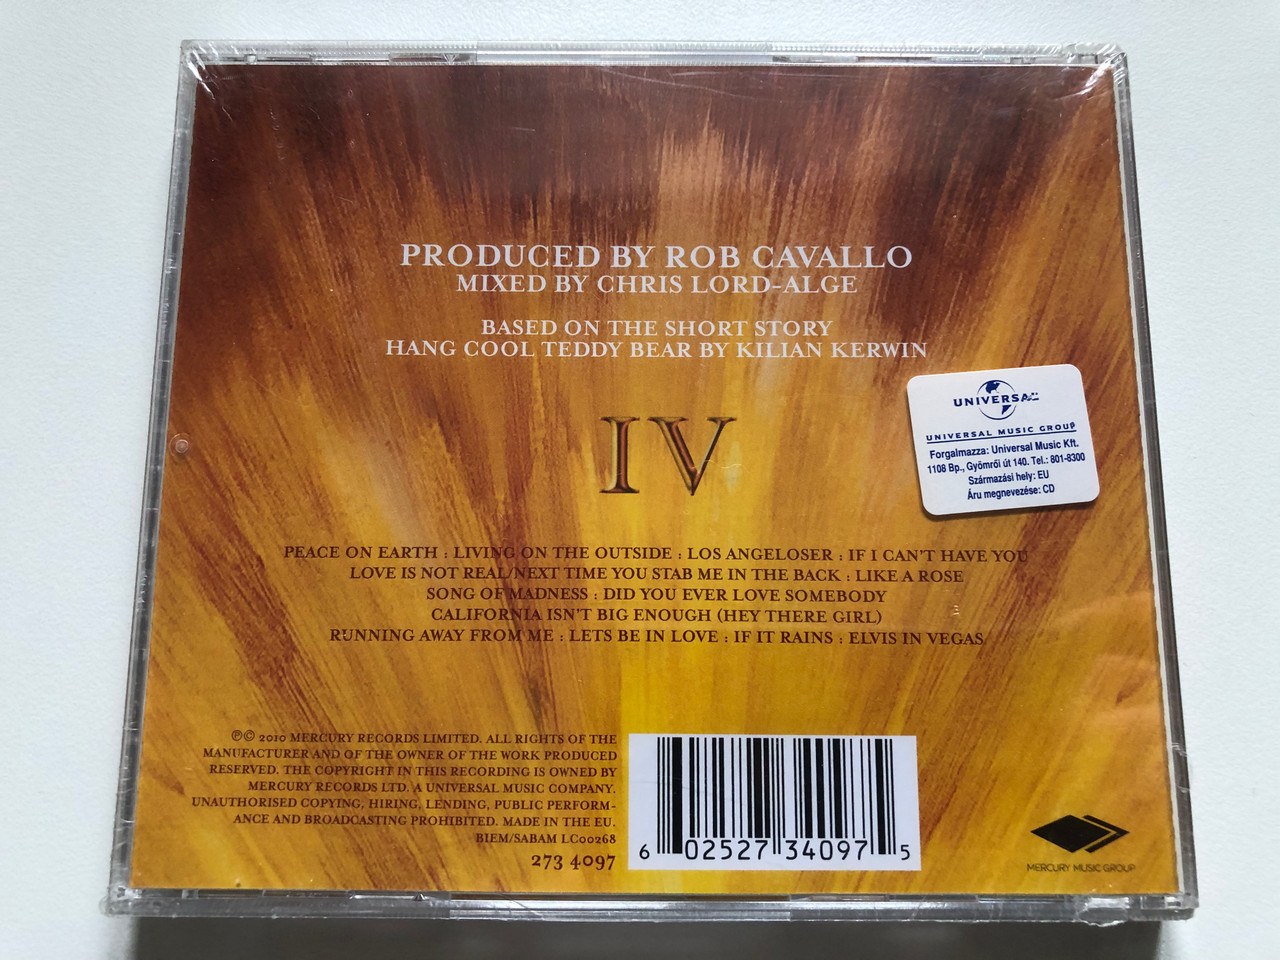 PRODUCED BY ROB CAVALLO
MIXED BY CHRIS LORD-ALGE
BASED ON THE SHORT STORY
HANG COOL TEDDY BEAR BY KILIAN KERWIN
UNIVERSAL
UNIVERSAL MUSIC GROUP
Forgalmazza: Universal Music Kft.
1108 Bp., Gyömrői út 140. Tel.: 801-8300
Származási hely: EU
Áru megnevezése: CD
IV
PEACE ON EARTH : LIVING ON THE OUTSIDE : LOS ANGELOSER : IF I CAN'T HAVE YOU
LOVE IS NOT REAL/NEXT TIME YOU STAB ME IN THE BACK : LIKE A ROSE
SONG OF MADNESS : DID YOU EVER LOVE SOMEBODY
CALIFORNIA ISN'T BIG ENOUGH (HEY THERE GIRL)
RUNNING AWAY FROM ME : LETS BE IN LOVE : IF IT RAINS : ELVIS IN VEGAS
℗© 2010 MERCURY RECORDS LIMITED. ALL RIGHTS OF THE
MANUFACTURER AND OF THE OWNER OF THE WORK PRODUCED
RESERVED. THE COPYRIGHT IN THIS RECORDING IS OWNED BY
MERCURY RECORDS LTD. A UNIVERSAL MUSIC COMPANY.
UNAUTHORISED COPYING, HIRING, LENDING, PUBLIC PERFORM-
ANCE AND BROADCASTING PROHIBITED. MADE IN THE EU.
BIEM/SABAM LC00268
273 4097
6 02527 34097 5
MERCURY MUSIC GROUP